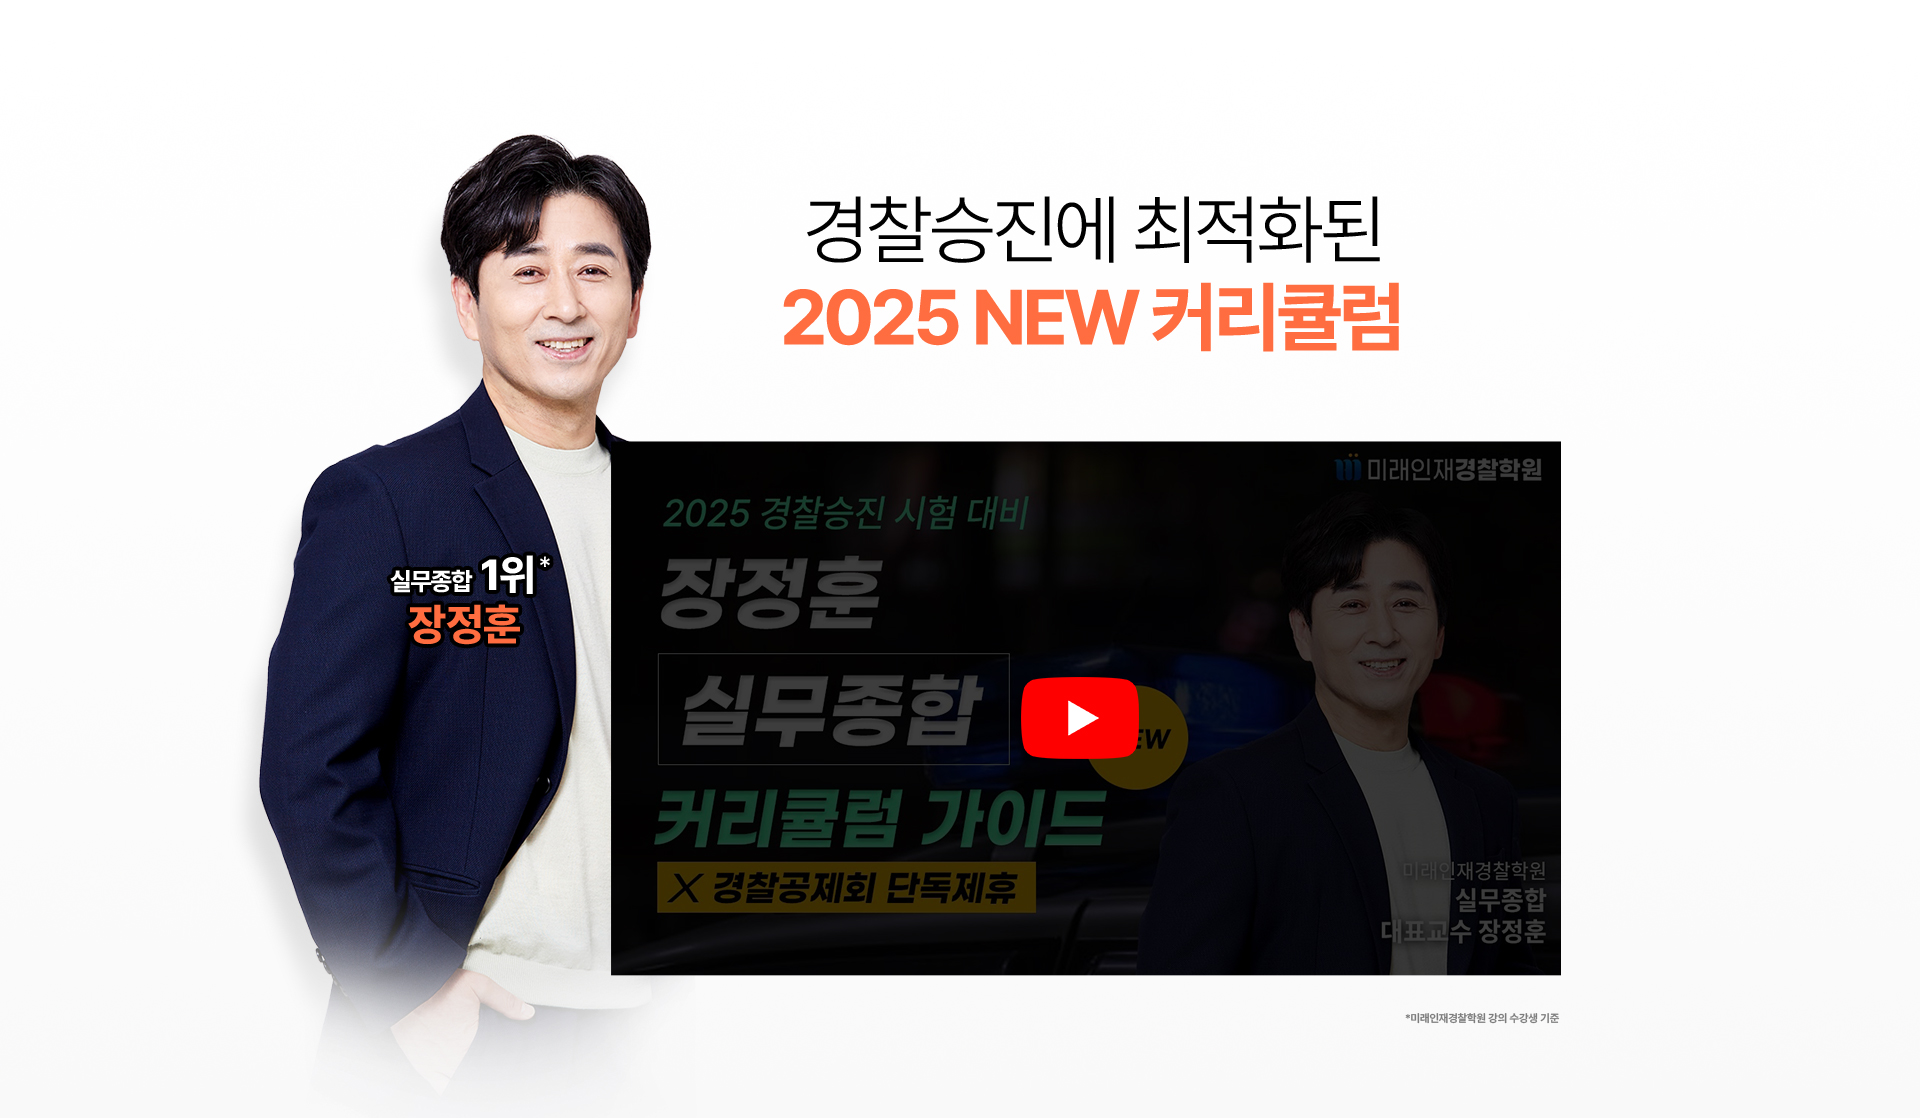 경찰승진에 최적화된
2025 NEW 커리큘럼
실무종합 1위*
장정훈
미래인재경찰학원
2025 경찰승진 시험 대비
장정훈
실무종합
커리큘럼 가이드
X 경찰공제회 단독제휴
미래인재경찰학원
실무종합
대표교수 장정훈
*미래인재경찰학원 강의 수강생 기준